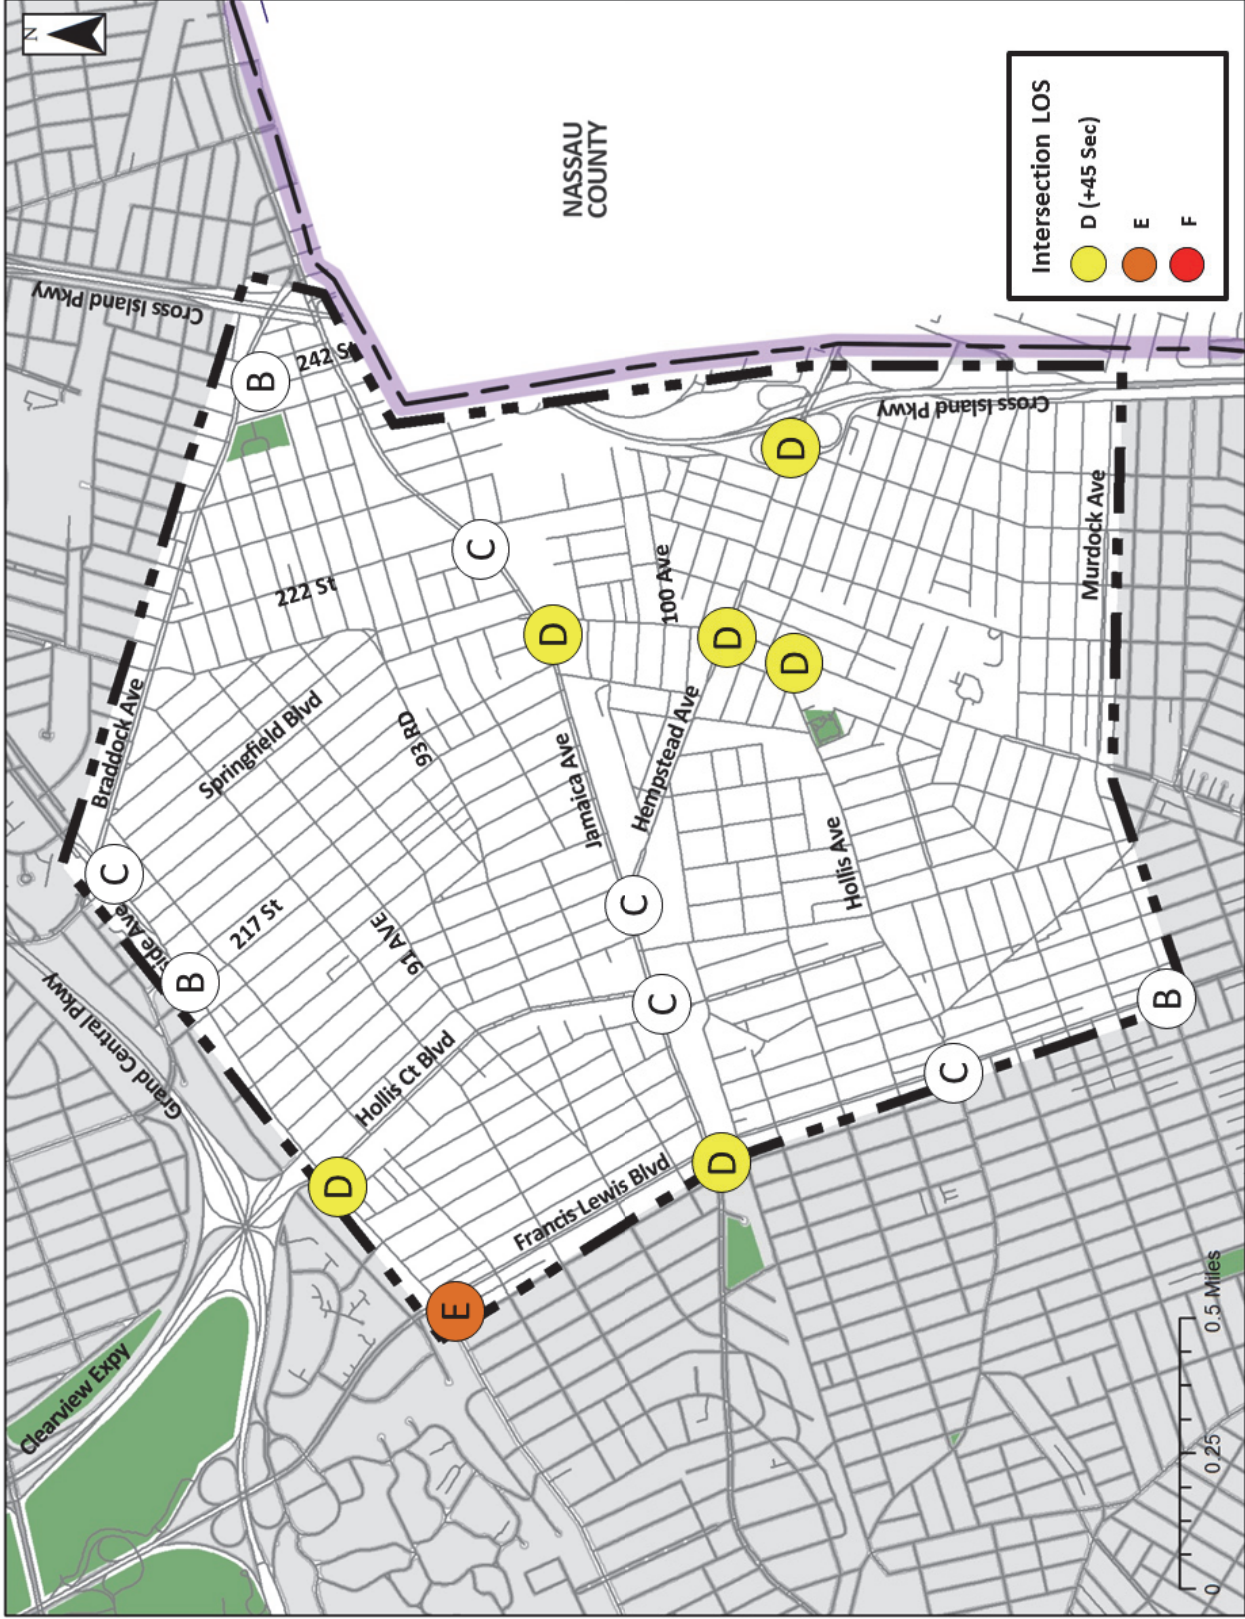 N
Clearview Expy
Grand Central Pkwy
side Ave
Braddock Ave
Cross Island Pkwy
242 St
222 St
Springfield Blvd
217 St
93 RD
91 AVE
Hollis Ct Blvd
Francis Lewis Blvd
Jamaica Ave
Hempstead Ave
100 Ave
Hollis Ave
Murdock Ave
Cross Island Pkwy
NASSAU
COUNTY
B
C
B
D
E
C
D
C
C
D
D
D
D
C
B
Intersection LOS
D (+45 Sec)
E
F
0 0.25 0.5 Miles